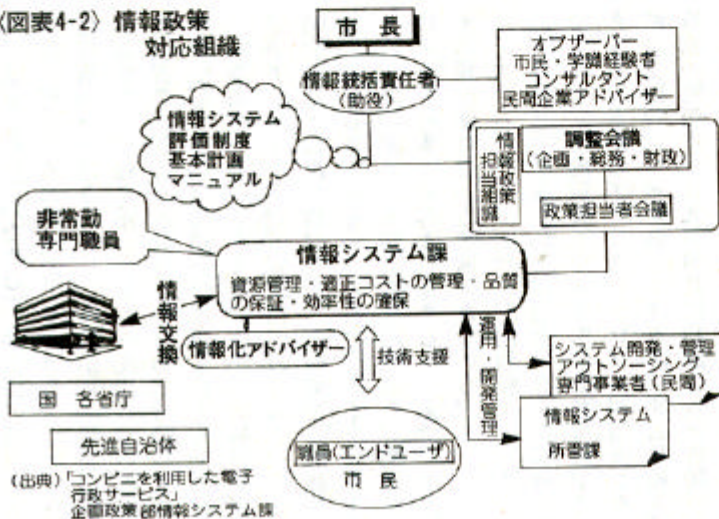 〈図表4-2〉情報政策
対応組織
市長
情報統括責任者
(助役)
オブザーバー
市民・学識経験者
コンサルタント
民間企業アドバイザー
情報システム
評価制度
基本計画
マニュアル
情報政策
担当組織
調整会議
(企画・総務・財政)
政策担当者会議
非常勤
専門職員
情報システム課
資源管理・適正コストの管理・品質
の保証・効率性の確保
情報交換
情報化アドバイザー
技術支援
運用・開発管理
システム開発・管理
アウトソーシング
専門事業者(民間)
情報システム
所管課
国 各省庁
先進自治体
職員(エンドユーザ)
市民
(出典)「コンビニを利用した電子
行政サービス」
企画政策部情報システム課